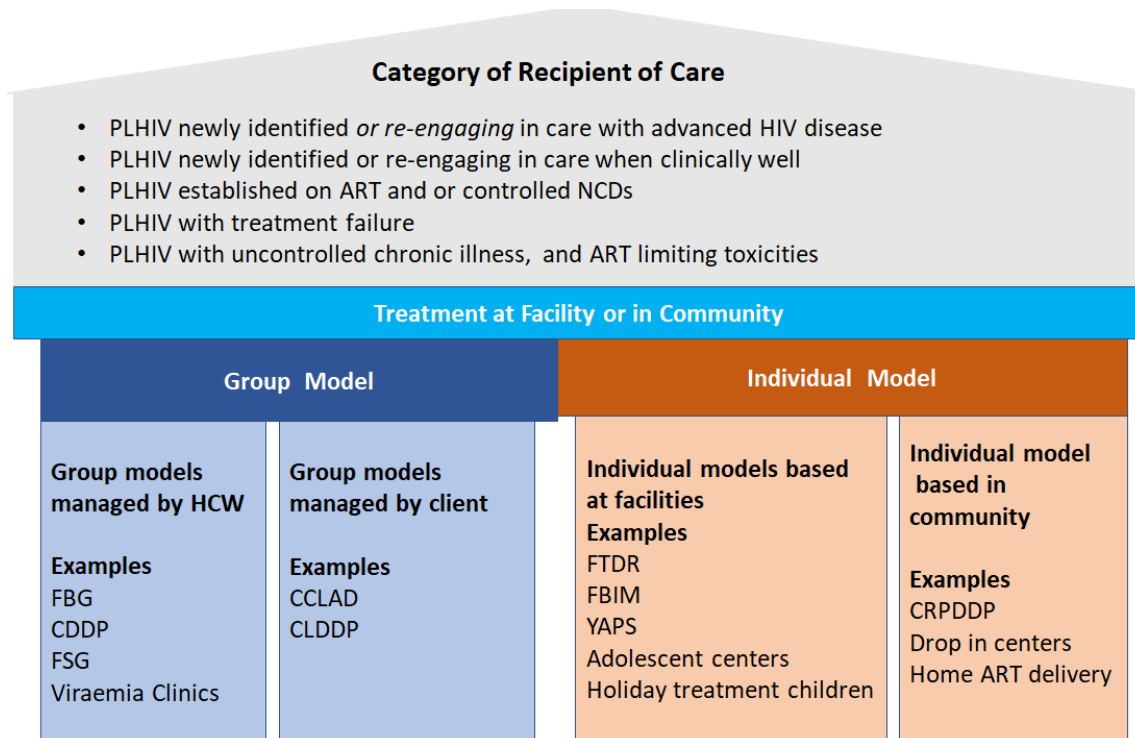 Category of Recipient of Care
• PLHIV newly identified or re-engaging in care with advanced HIV disease
• PLHIV newly identified or re-engaging in care when clinically well
• PLHIV established on ART and or controlled NCDs
• PLHIV with treatment failure
• PLHIV with uncontrolled chronic illness, and ART limiting toxicities
Treatment at Facility or in Community
Group Model
Individual Model
Group models
managed by HCW
Examples
FBG
CDDP
FSG
Viraemia Clinics
Group models
managed by client
Examples
CCLAD
CLDDP
Individual models based
at facilities
Examples
FTDR
FBIM
YAPS
Adolescent centers
Holiday treatment children
Individual model
based in
community
Examples
CRPDDP
Drop in centers
Home ART delivery